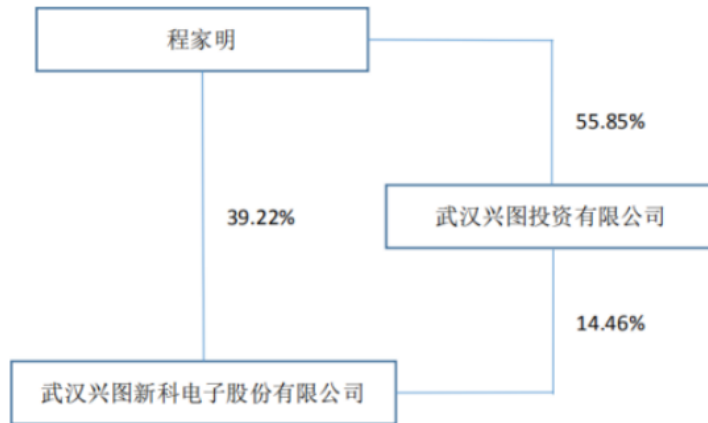 程家明
55.85%
39.22%
武汉兴图投资有限公司
14.46%
武汉兴图新科电子股份有限公司